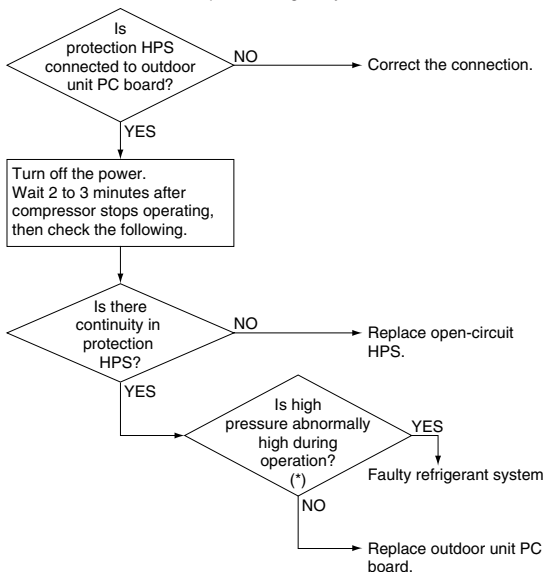 Is
protection HPS
connected to outdoor
unit PC board?
NO
Correct the connection.
YES
Turn off the power.
Wait 2 to 3 minutes after
compressor stops operating,
then check the following.
Is there
continuity in
protection
HPS?
NO
Replace open-circuit
HPS.
YES
Is high
pressure abnormally
high during
operation?
(*)
YES
Faulty refrigerant system
NO
Replace outdoor unit PC
board.